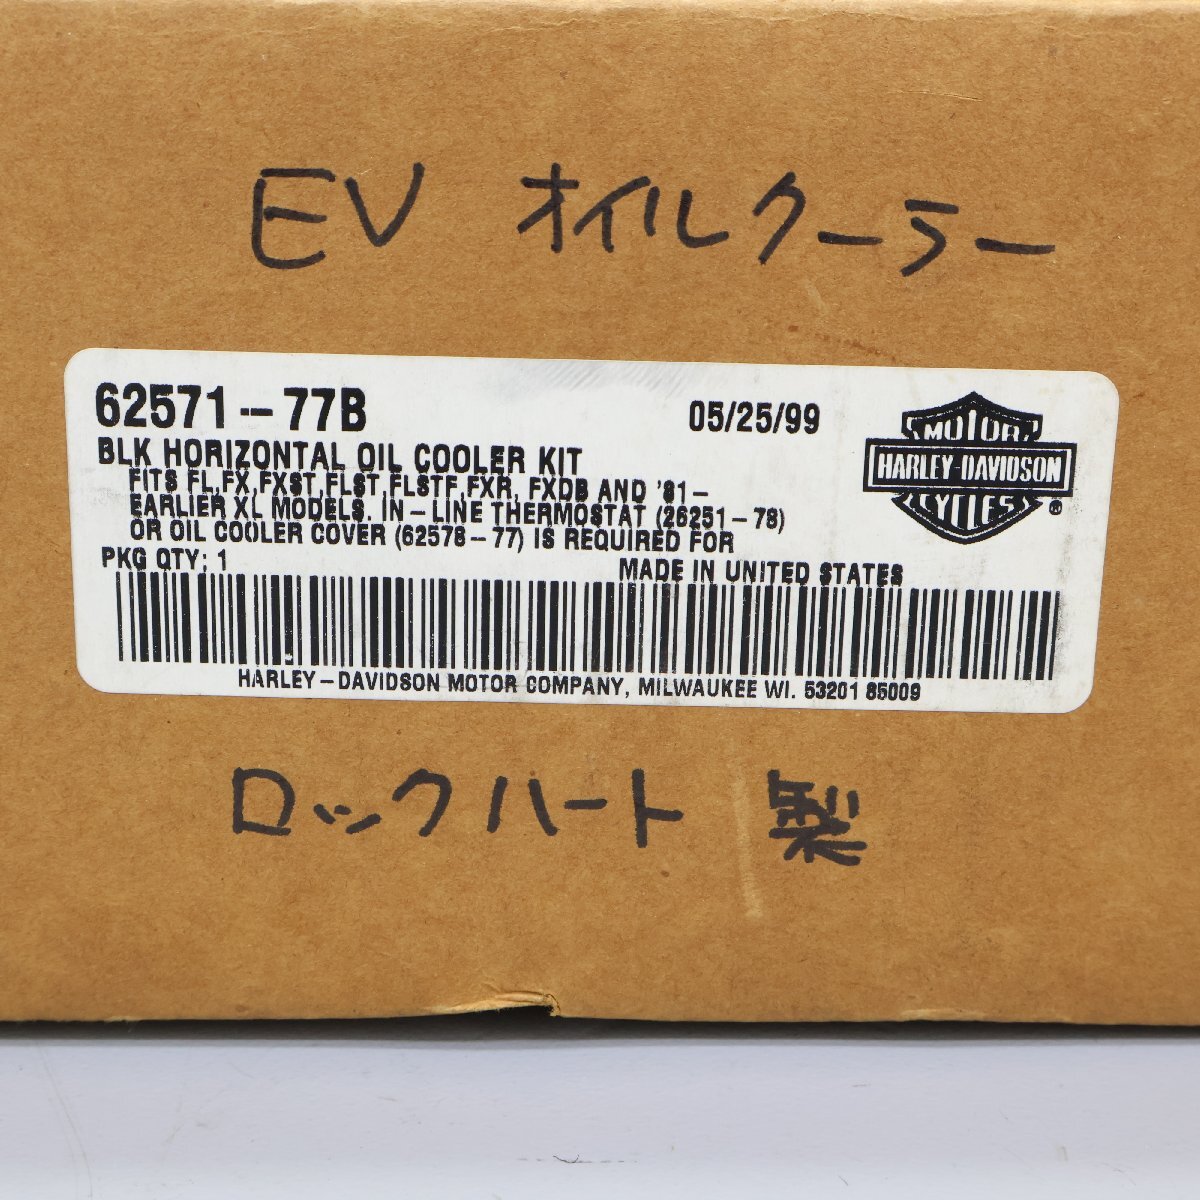 EV オイルクーラー
62571-77B
05/25/99
BLK HORIZONTAL OIL COOLER KIT
FITS FL,FX,FXST,FLST,FLSTF,FXR, FXDB AND '81-
EARLIER XL MODELS. IN-LINE THERMOSTAT (26251-78)
OR OIL COOLER COVER (62578-77) IS REQUIRED FOR
PKG QTY: 1
MADE IN UNITED STATES
MOTOR
HARLEY-DAVIDSON
CYCLES
®
HARLEY-DAVIDSON MOTOR COMPANY, MILWAUKEE WI. 53201 85009
ロックハート 製